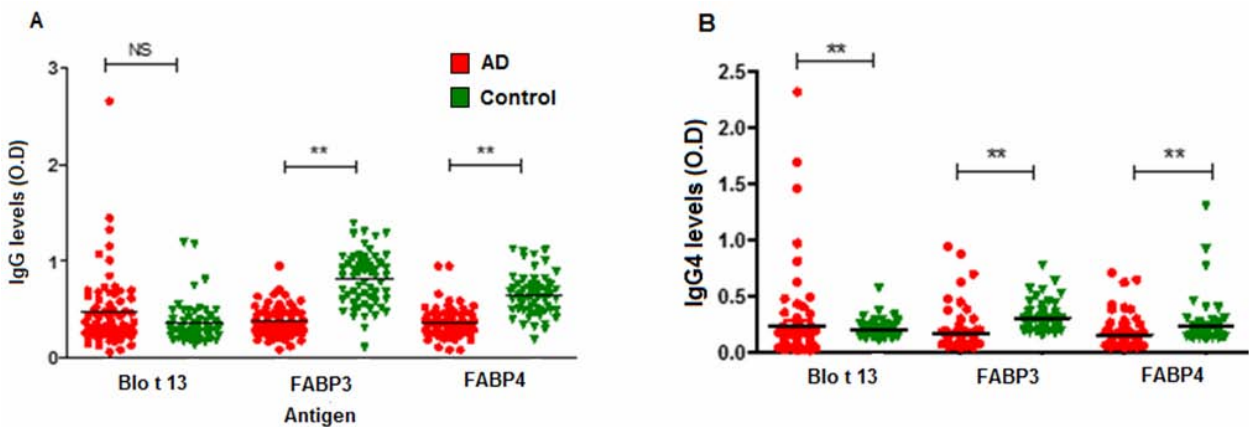 A
NS
3
AD
Control
**
**
2
1
0
IgG levels (O.D)
Blo t 13
FABP3
FABP4
Antigen
B
**
2.5
2.0
**
**
1.5
1.0
0.5
0.0
IgG4 levels (O.D)
Blo t 13
FABP3
FABP4